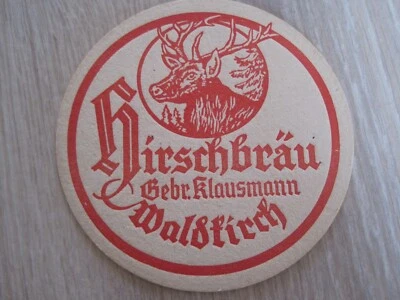 Hirschbräu
Gebr. Klausmann
Waldkirch